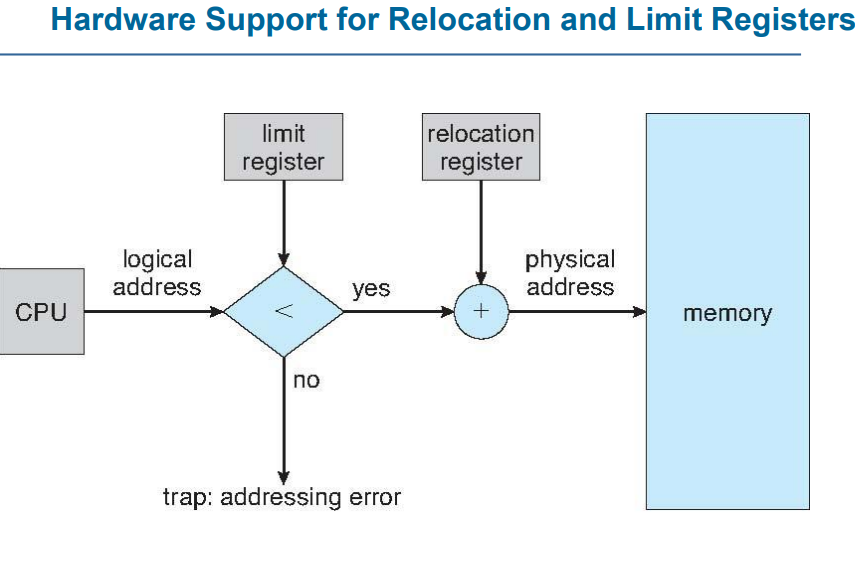 Hardware Support for Relocation and Limit Registers
limit
register
relocation
register
logical
address
physical
address
CPU
<
yes
+
memory
no
trap: addressing error